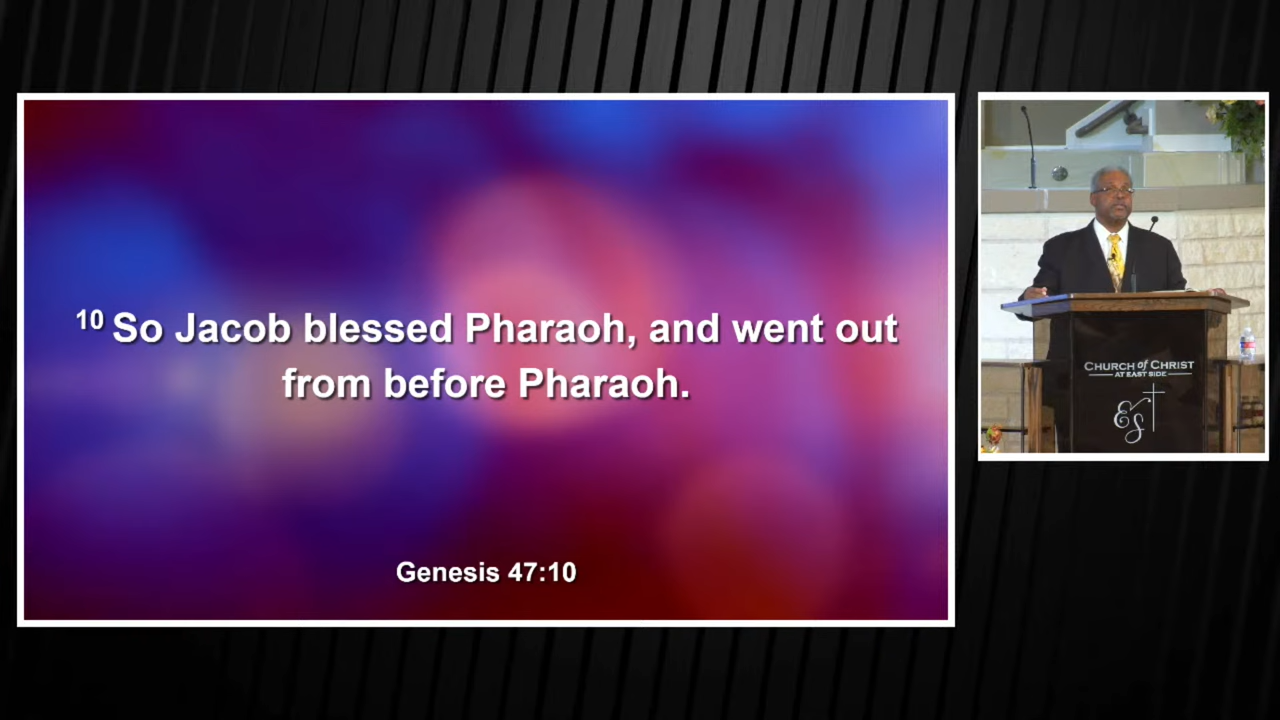 10 So Jacob blessed Pharaoh, and went out
from before Pharaoh.
Genesis 47:10
CHURCH of CHRIST
AT EAST SIDE
ES